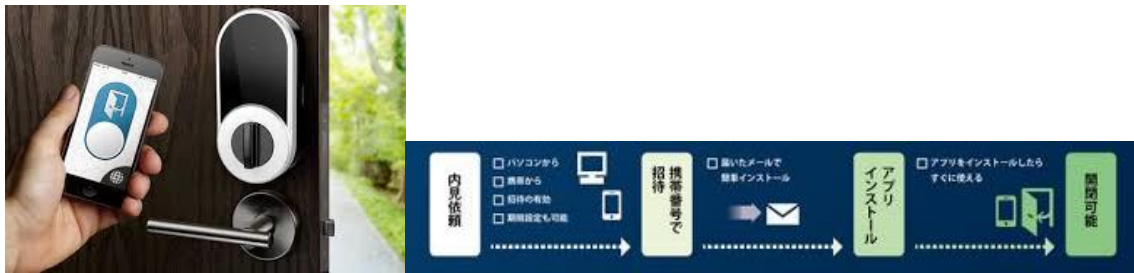 内見依頼
□ パソコンから
□ 携帯から
□ 招待の有効
□ 期間設定も可能
携帯番号で
招待
□ 届いたメールで
簡単インストール
アプリ
インストール
□ アプリをインストールしたら
すぐに使える
開閉可能